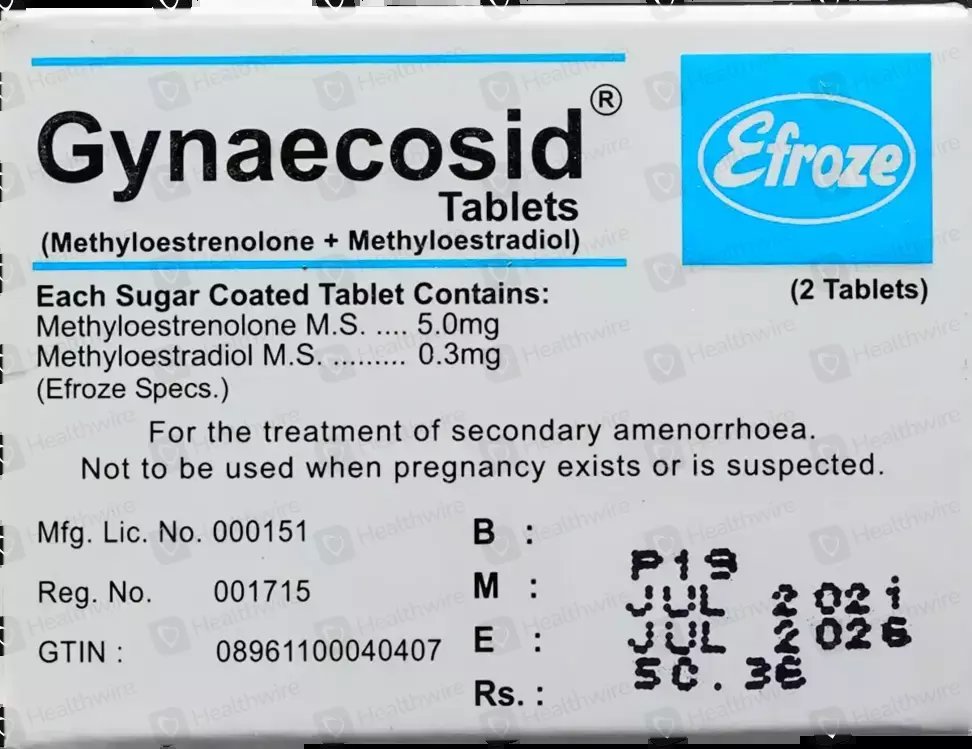 Gynaecosid®
Tablets
(Methyloestrenolone + Methyloestradiol)
Efroze
(2 Tablets)
Each Sugar Coated Tablet Contains:
Methyloestrenolone M.S. .... 5.0mg
Methyloestradiol M.S. ......... 0.3mg
(Efroze Specs.)
For the treatment of secondary amenorrhoea.
Not to be used when pregnancy exists or is suspected.
Mfg. Lic. No. 000151
Reg. No. 001715
GTIN : 08961100040407
B : P19
M : JUL 2021
E : JUL 2026
Rs. :
Healthwire